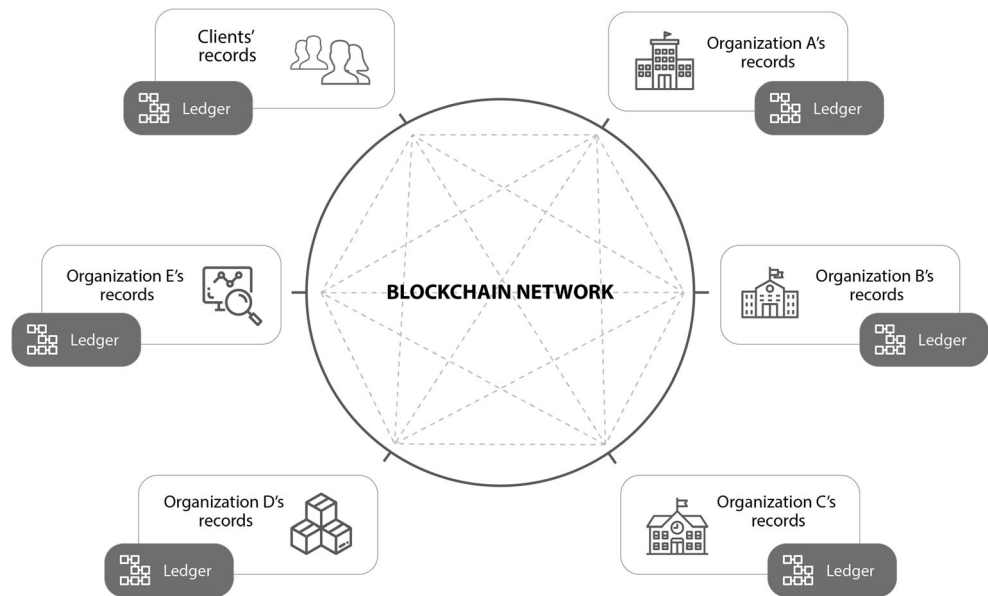 Clients'
records
Ledger
Organization A's
records
Ledger
Organization E's
records
Ledger
BLOCKCHAIN NETWORK
Organization B's
records
Ledger
Organization D's
records
Ledger
Organization C's
records
Ledger